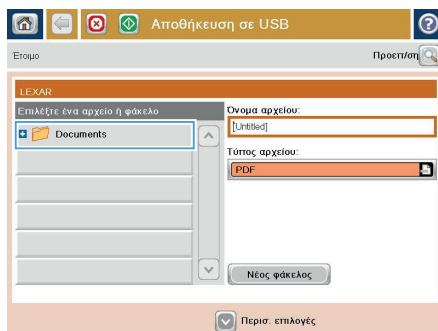 Αποθήκευση σε USB
Έτοιμο
Προεπ/ση
LEXAR
Επιλέξτε ένα αρχείο ή φάκελο
Documents
Όνομα αρχείου:
[Untitled]
Τύπος αρχείου:
PDF
Νέος φάκελος
Περισ. επιλογές